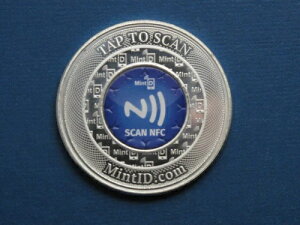 TAP TO SCAN
MintID
SCAN NFC
MintID.com